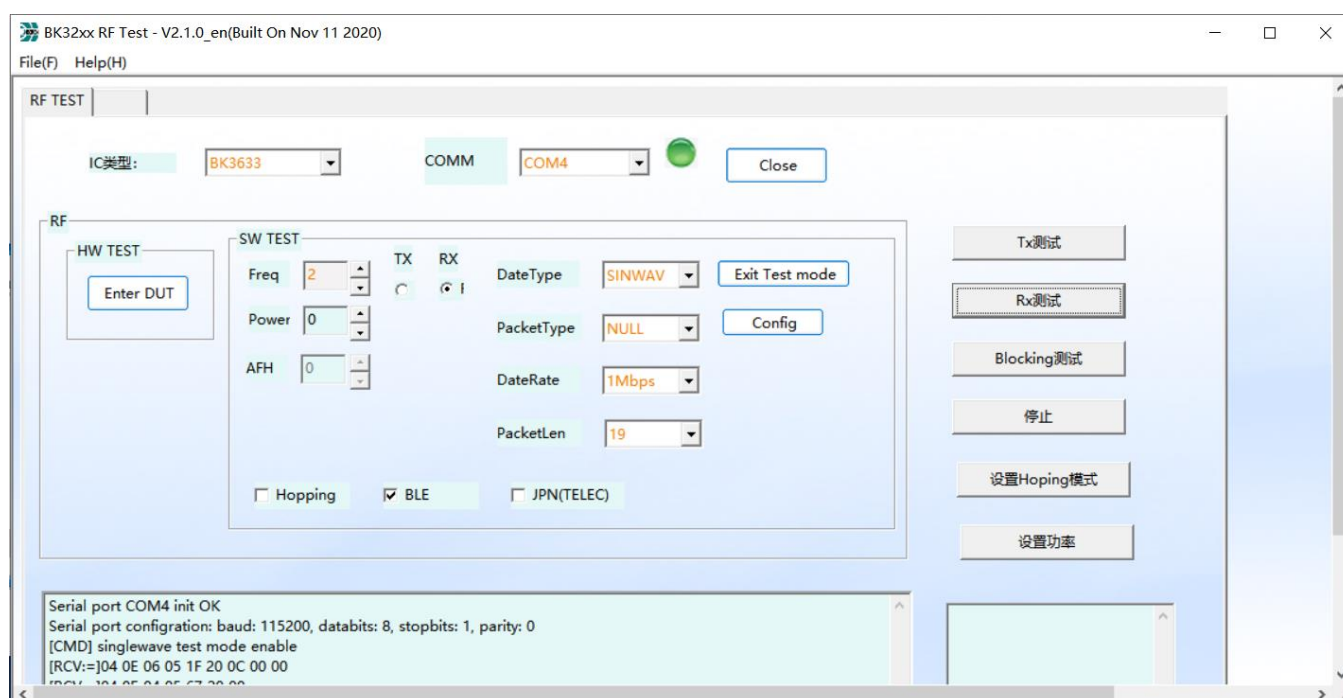 BK32xx RF Test - V2.1.0_en(Built On Nov 11 2020)
File(F) Help(H)
RF TEST
IC类型: BK3633 COMM COM4 Close
RF
HW TEST
Enter DUT
SW TEST
Freq 2 TX RX DateType SINWAV Exit Test mode
Power 0 PacketType NULL Config
AFH 0 DateRate 1Mbps
PacketLen 19
Hopping BLE JPN(TELEC)
Tx测试
Rx测试
Blocking测试
停止
设置Hoping模式
设置功率
Serial port COM4 init OK
Serial port configration: baud: 115200, databits: 8, stopbits: 1, parity: 0
[CMD] singlewave test mode enable
[RCV:=]04 0E 06 05 1F 20 0C 00 00